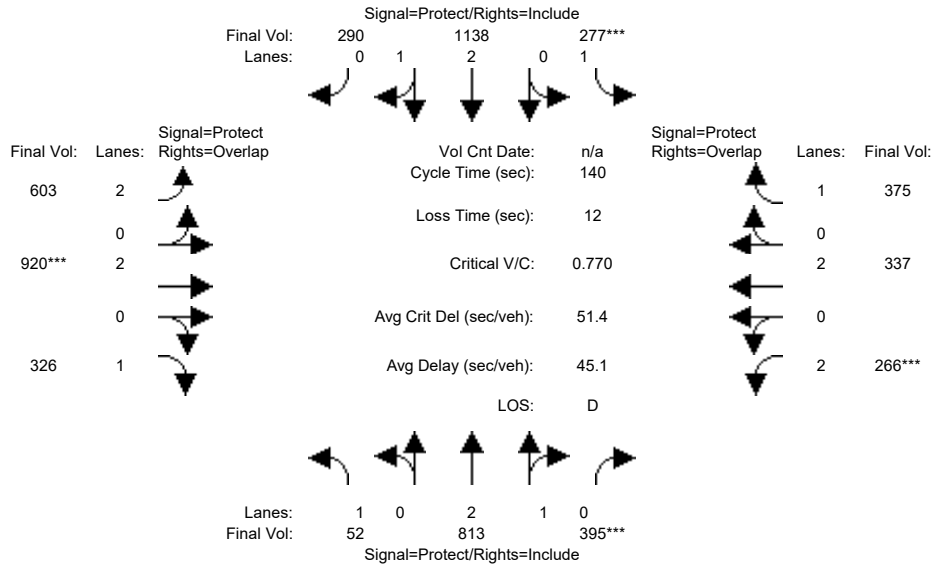 Signal=Protect/Rights=Include
Final Vol: 290 1138 277***
Lanes: 0 1 2 0 1
Signal=Protect Signal=Protect
Final Vol: Lanes: Rights=Overlap Vol Cnt Date: n/a Rights=Overlap Lanes: Final Vol:
Cycle Time (sec): 140
603 2 1 375
Loss Time (sec): 12
0 0
920*** 2 Critical V/C: 0.770 2 337
0 Avg Crit Del (sec/veh): 51.4 0
326 1 Avg Delay (sec/veh): 45.1 2 266***
LOS: D
Lanes: 1 0 2 1 0
Final Vol: 52 813 395***
Signal=Protect/Rights=Include